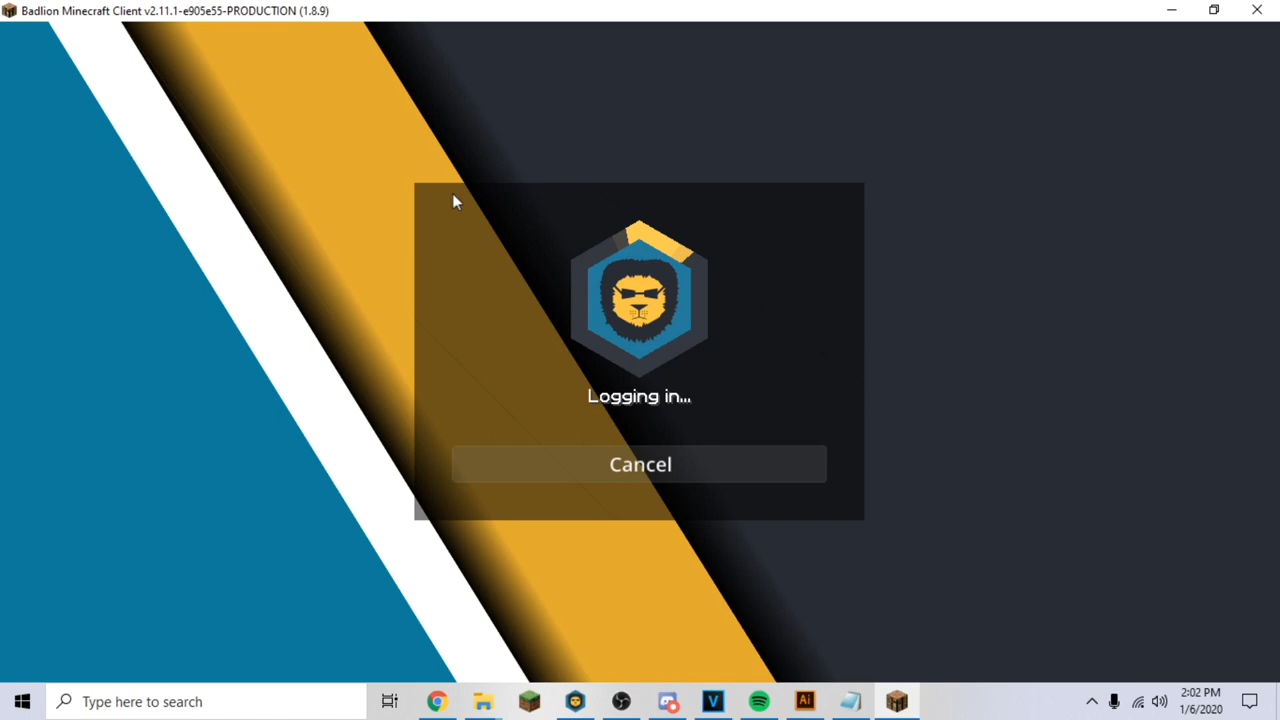 Badlion Minecraft Client v2.11.1-e905e55-PRODUCTION (1.8.9)
Logging in...
Cancel
Type here to search
V
Ai
2:02 PM
1/6/2020